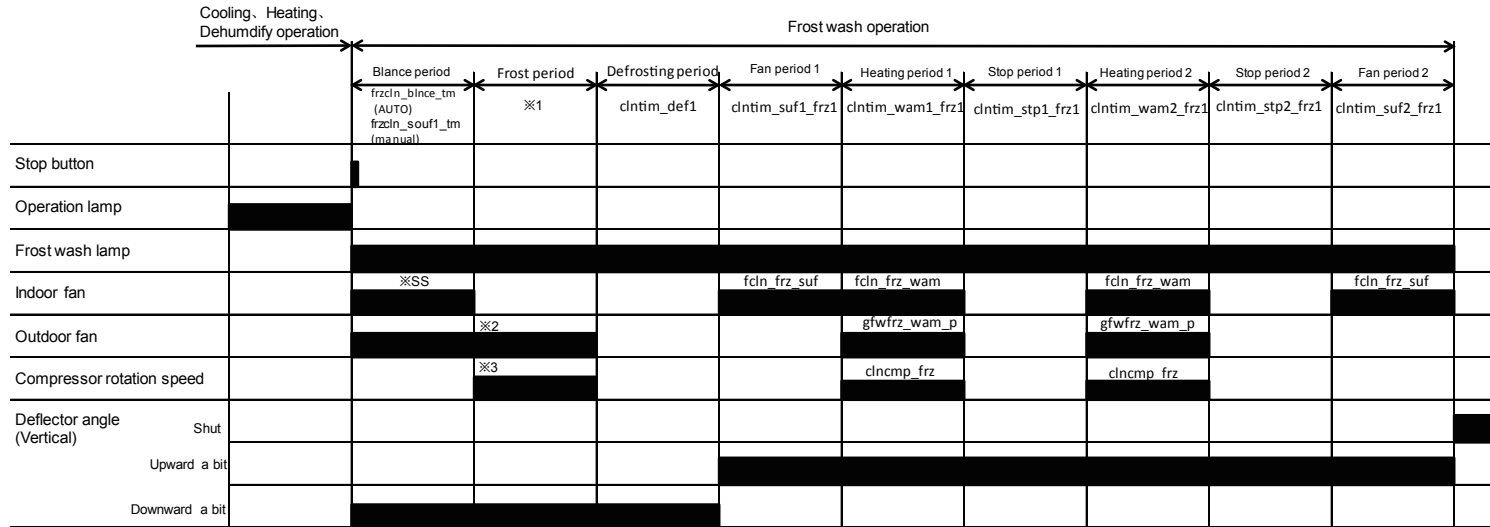 Cooling、Heating、
Dehumdify operation
Frost wash operation
Blance period
Frost period
Defrosting period
Fan period 1
Heating period 1
Stop period 1
Heating period 2
Stop period 2
Fan period 2
frzcln_blnce_tm
(AUTO)
frzcln_souf1_tm
(manual)
※1
clntim_def1
clntim_suf1_frz1
clntim_wam1_frz1
clntim_stp1_frz1
clntim_wam2_frz1
clntim_stp2_frz1
clntim_suf2_frz1
Stop button
Operation lamp
Frost wash lamp
Indoor fan
※SS
fcln_frz_suf
fcln_frz_wam
fcln_frz_wam
fcln_frz_suf
Outdoor fan
※2
gfwfrz_wam_p
gfwfrz_wam_p
Compressor rotation speed
※3
clncmp_frz
clncmp_frz
Deflector angle
(Vertical)
Shut
Upward a bit
Downward a bit